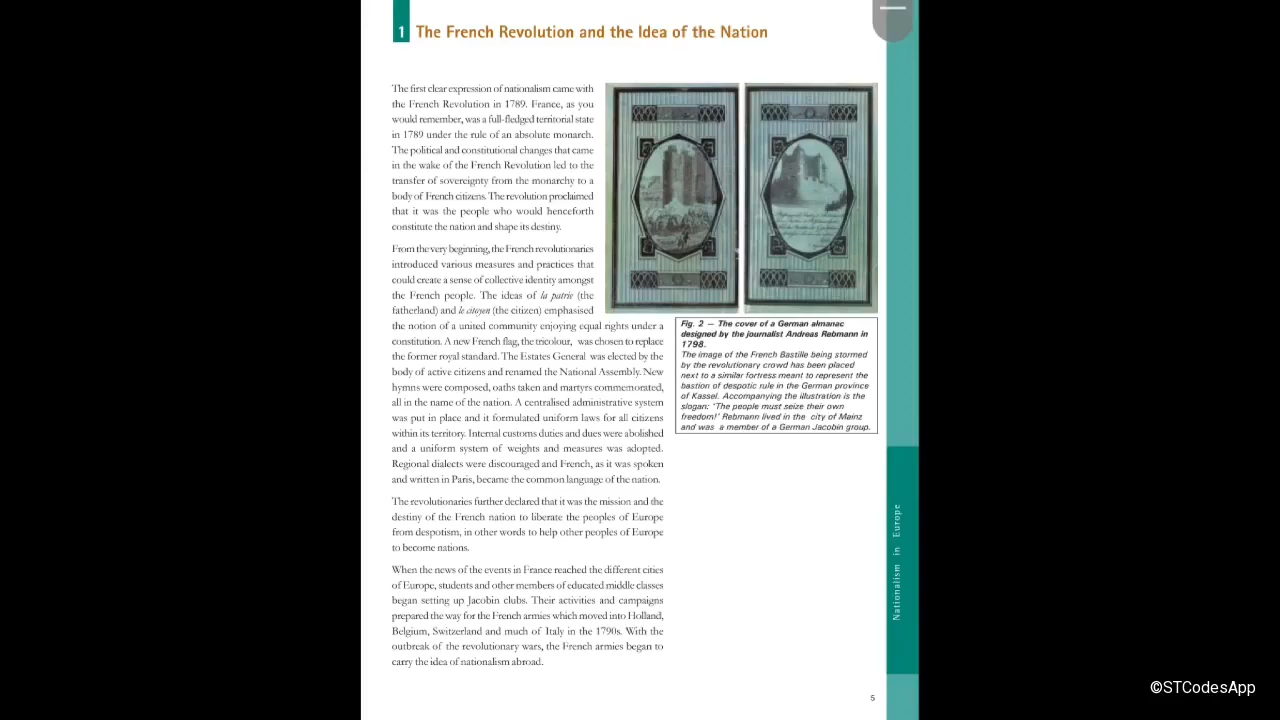 1 The French Revolution and the Idea of the Nation
The first clear expression of nationalism came with
the French Revolution in 1789. France, as you
would remember, was a full-fledged territorial state
in 1789 under the rule of an absolute monarch.
The political and constitutional changes that came
in the wake of the French Revolution led to the
transfer of sovereignty from the monarchy to a
body of French citizens. The revolution proclaimed
that it was the people who would henceforth
constitute the nation and shape its destiny.
From the very beginning, the French revolutionaries
introduced various measures and practices that
could create a sense of collective identity amongst
the French people. The ideas of la patrie (the
fatherland) and le citoyen (the citizen) emphasised
the notion of a united community enjoying equal rights under a
constitution. A new French flag, the tricolour, was chosen to replace
the former royal standard. The Estates General was elected by the
body of active citizens and renamed the National Assembly. New
hymns were composed, oaths taken and martyrs commemorated,
all in the name of the nation. A centralised administrative system
was put in place and it formulated uniform laws for all citizens
within its territory. Internal customs duties and dues were abolished
and a uniform system of weights and measures was adopted.
Regional dialects were discouraged and French, as it was spoken
and written in Paris, became the common language of the nation.
The revolutionaries further declared that it was the mission and the
destiny of the French nation to liberate the peoples of Europe
from despotism, in other words to help other peoples of Europe
to become nations.
When the news of the events in France reached the different cities
of Europe, students and other members of educated middle classes
began setting up Jacobin clubs. Their activities and campaigns
prepared the way for the French armies which moved into Holland,
Belgium, Switzerland and much of Italy in the 1790s. With the
outbreak of the revolutionary wars, the French armies began to
carry the idea of nationalism abroad.
Fig. 2 — The cover of a German almanac
designed by the journalist Andreas Rebmann in
1798.
The image of the French Bastille being stormed
by the revolutionary crowd has been placed
next to a similar fortress meant to represent the
bastion of despotic rule in the German province
of Kassel. Accompanying the illustration is the
slogan: ‘The people must seize their own
freedom!’ Rebmann lived in the city of Mainz
and was a member of a German Jacobin group.
Nationalism in Europe
5
©STCodesApp